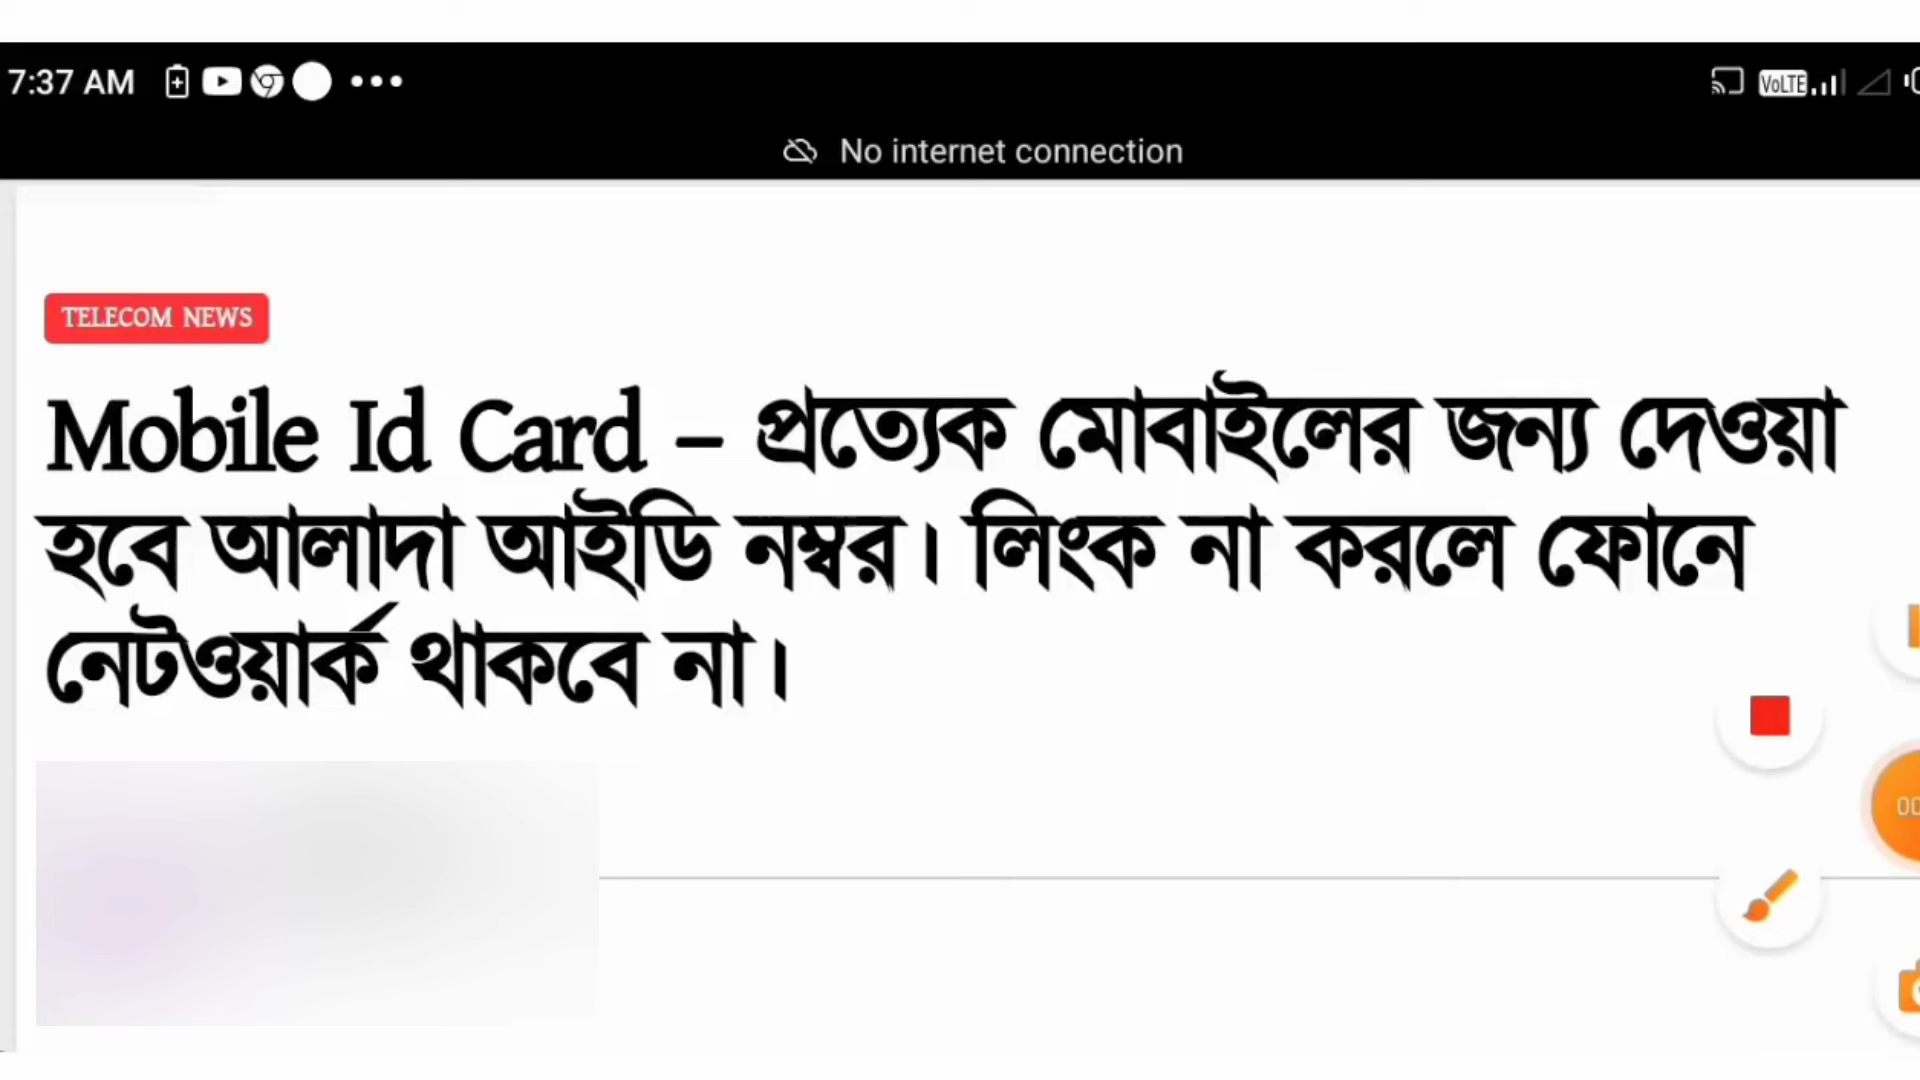 7:37 AM
VoLTE
No internet connection
TELECOM NEWS
Mobile Id Card – প্রত্যেক মোবাইলের জন্য দেওয়া
হবে আলাদা আইডি নম্বর। লিংক না করলে ফোনে
নেটওয়ার্ক থাকবে না।